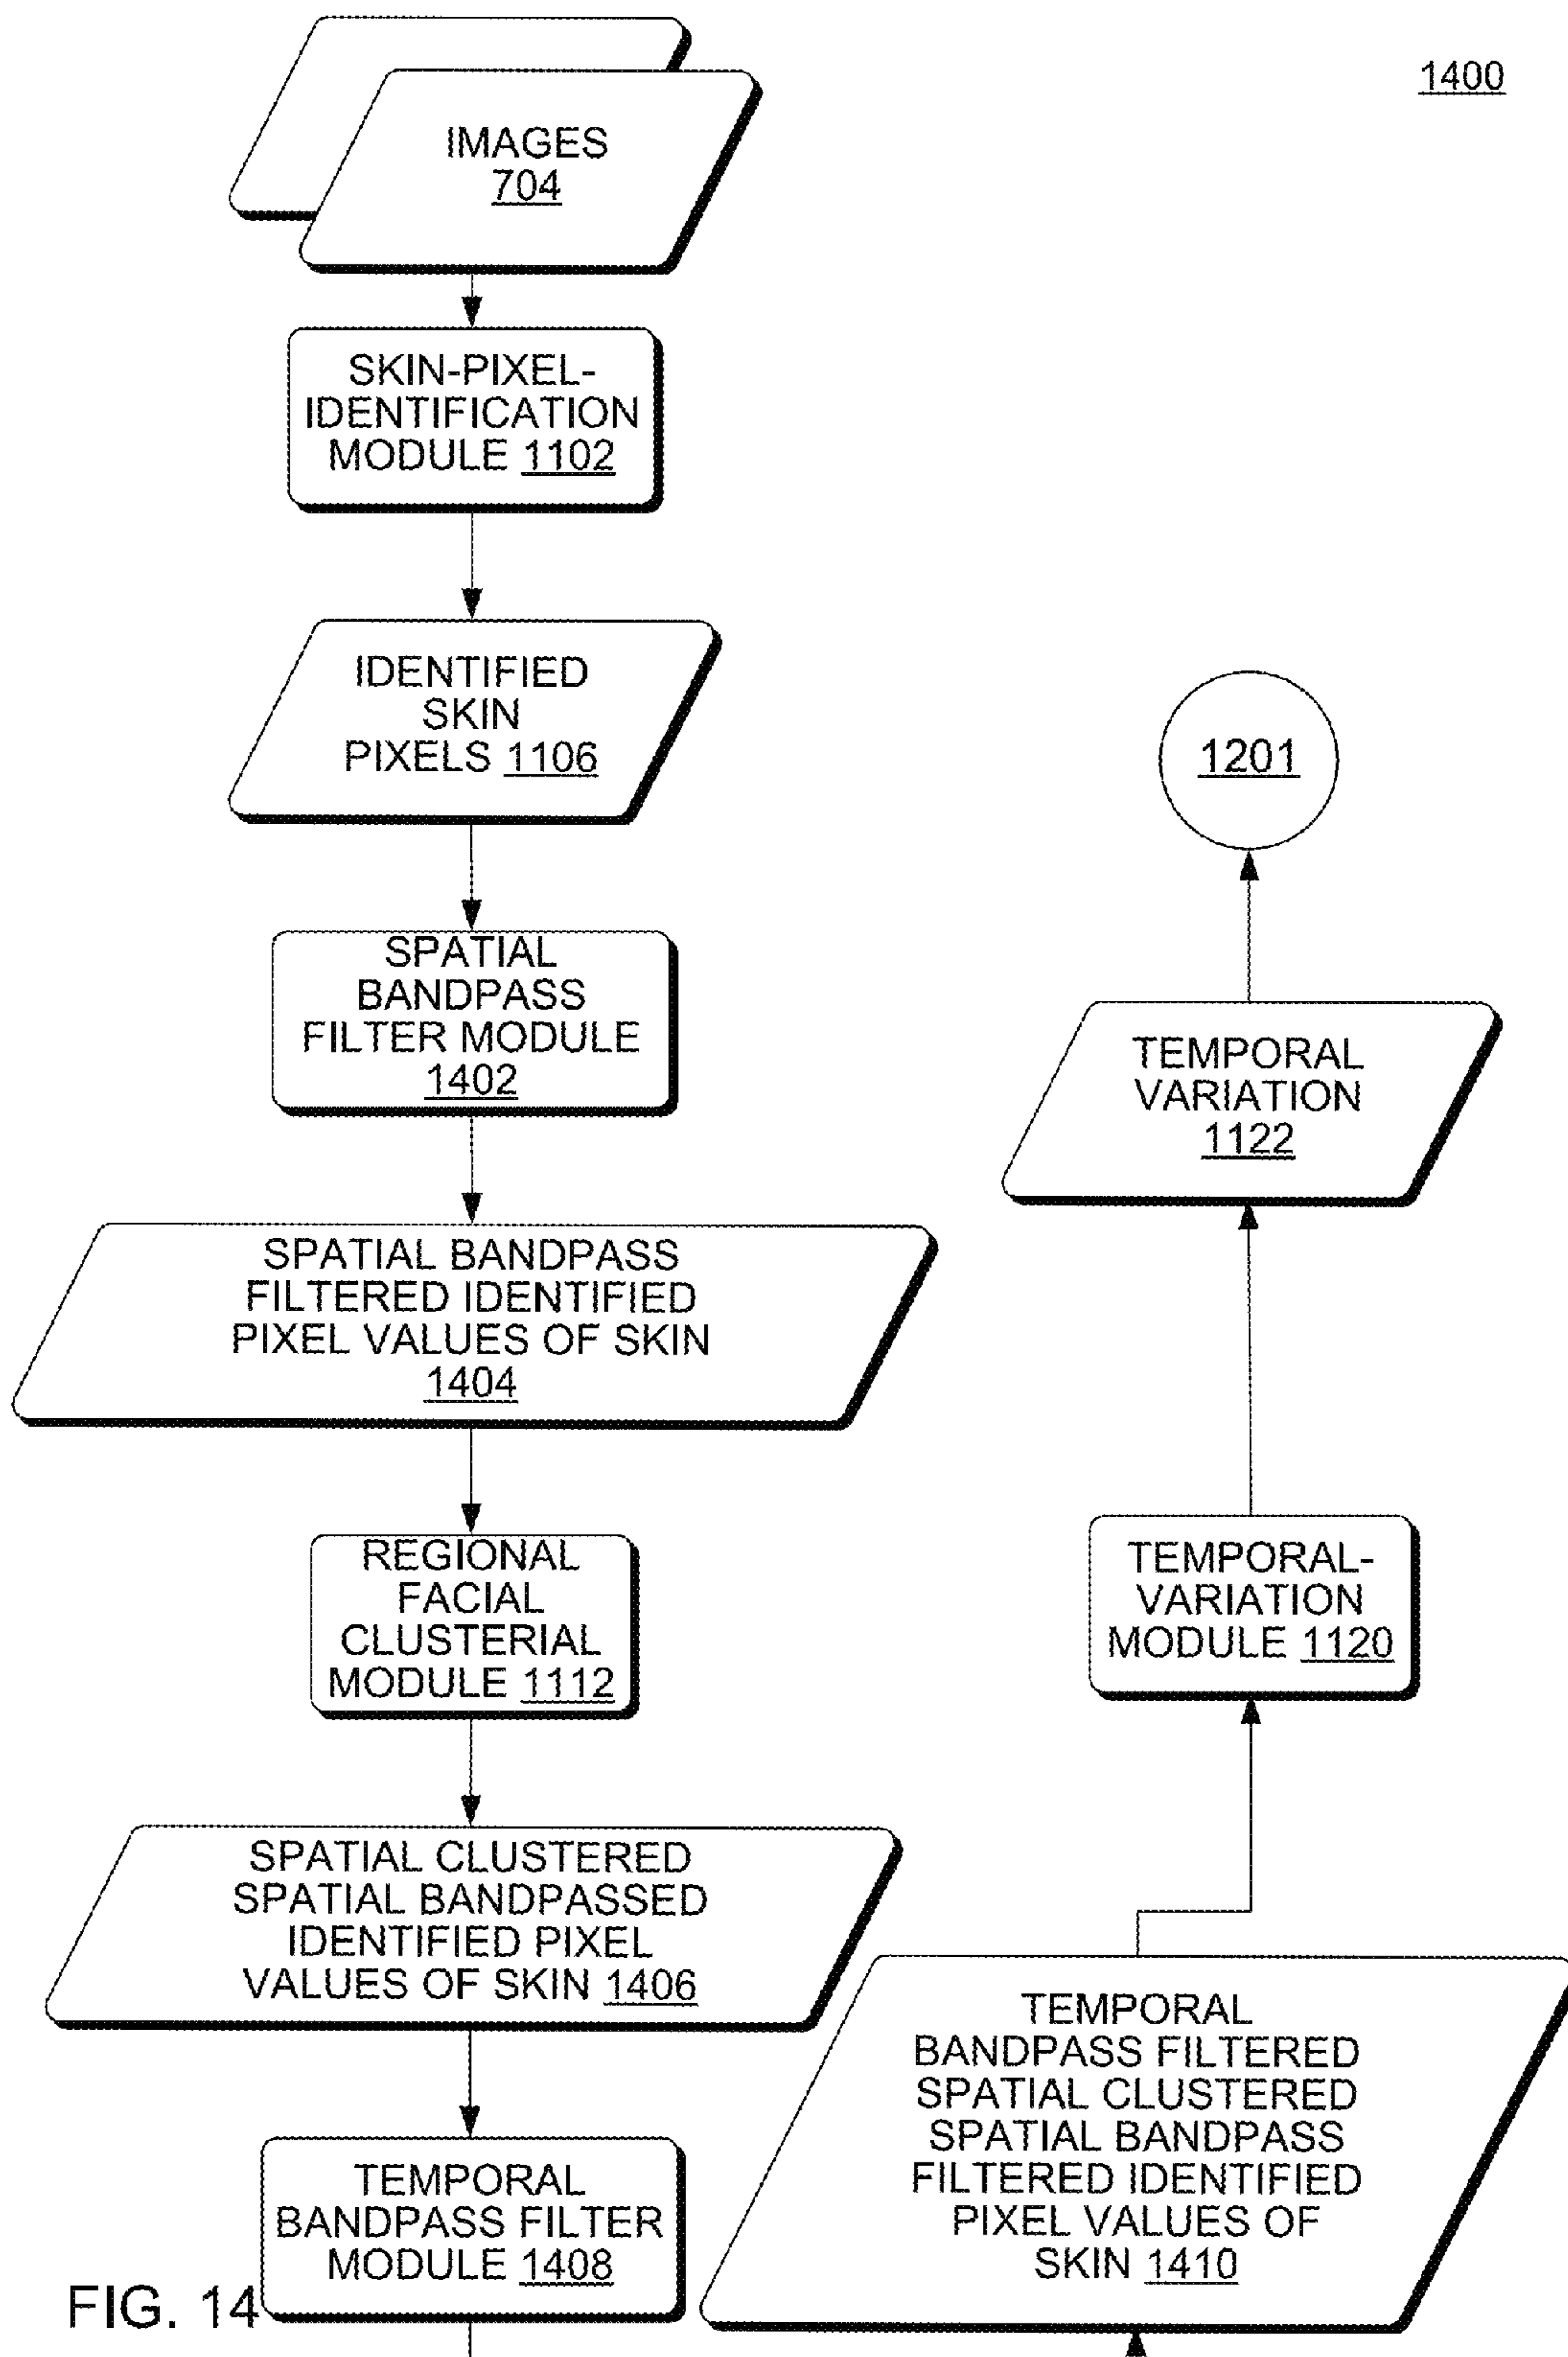 1400
IMAGES
704
SKIN-PIXEL-
IDENTIFICATION
MODULE 1102
IDENTIFIED
SKIN
PIXELS 1106
SPATIAL
BANDPASS
FILTER MODULE
1402
SPATIAL BANDPASS
FILTERED IDENTIFIED
PIXEL VALUES OF SKIN
1404
REGIONAL
FACIAL
CLUSTERIAL
MODULE 1112
SPATIAL CLUSTERED
SPATIAL BANDPASSED
IDENTIFIED PIXEL
VALUES OF SKIN 1406
TEMPORAL
BANDPASS FILTER
MODULE 1408
TEMPORAL
BANDPASS FILTERED
SPATIAL CLUSTERED
SPATIAL BANDPASS
FILTERED IDENTIFIED
PIXEL VALUES OF
SKIN 1410
TEMPORAL-
VARIATION
MODULE 1120
TEMPORAL
VARIATION
1122
1201
FIG. 14